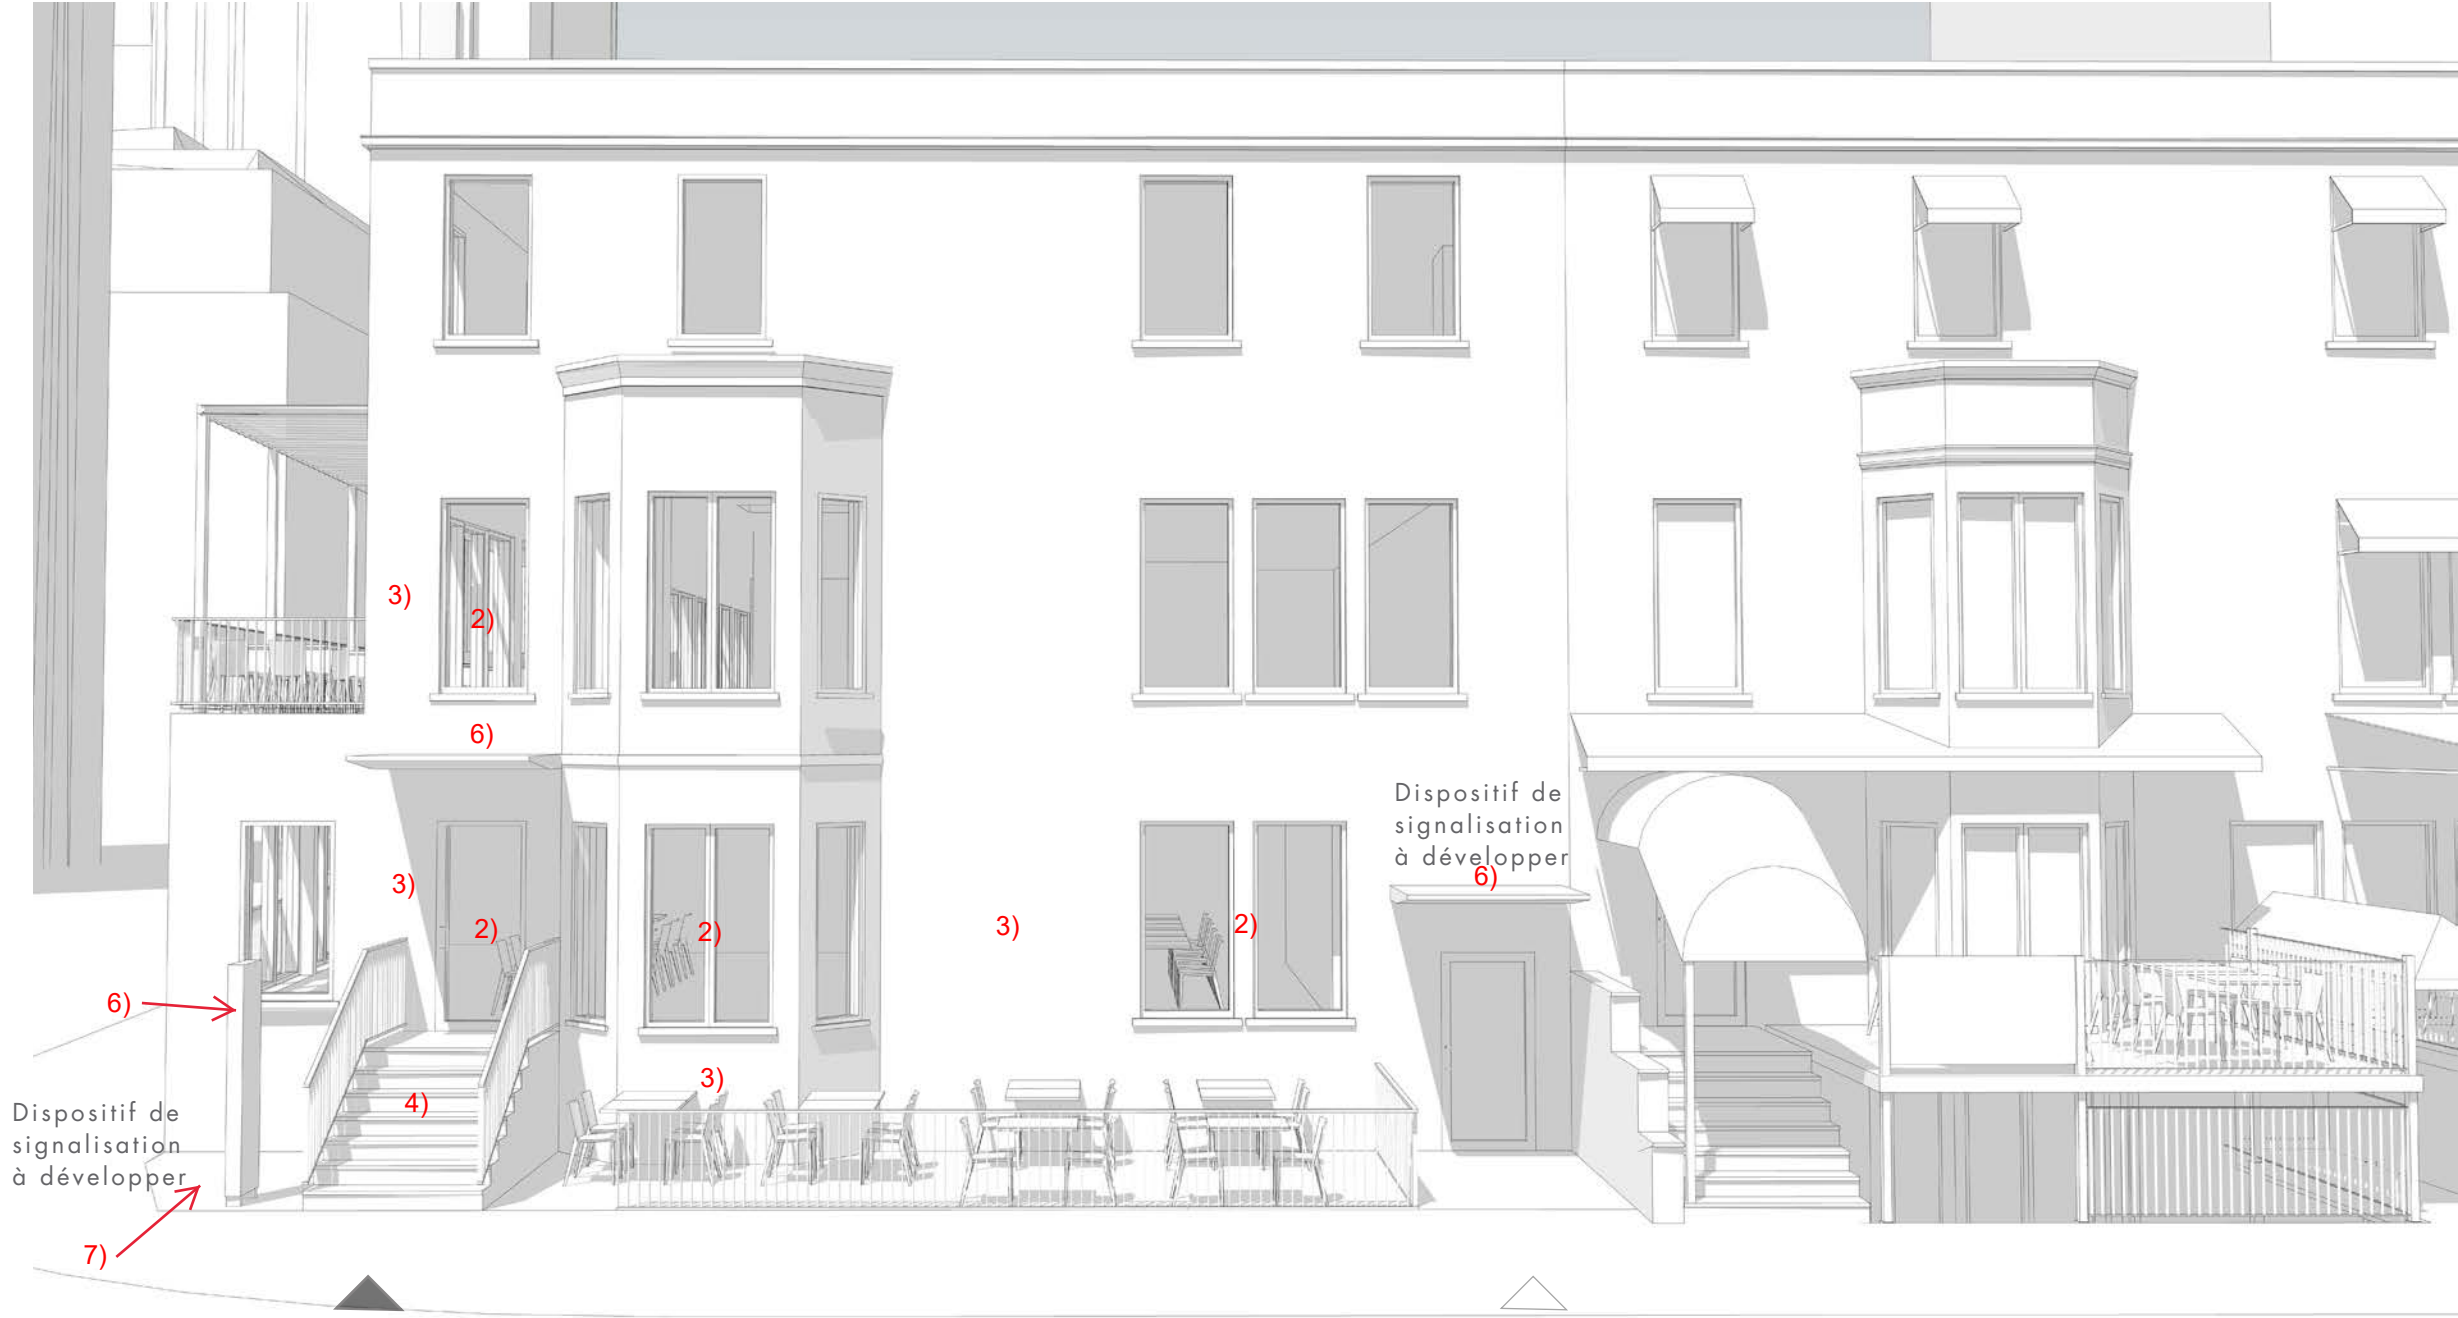 3)
2)
6)
Dispositif de
signalisation
à développer
6)
3)
2)
2)
3)
2)
6)
3)
4)
Dispositif de
signalisation
à développer
7)